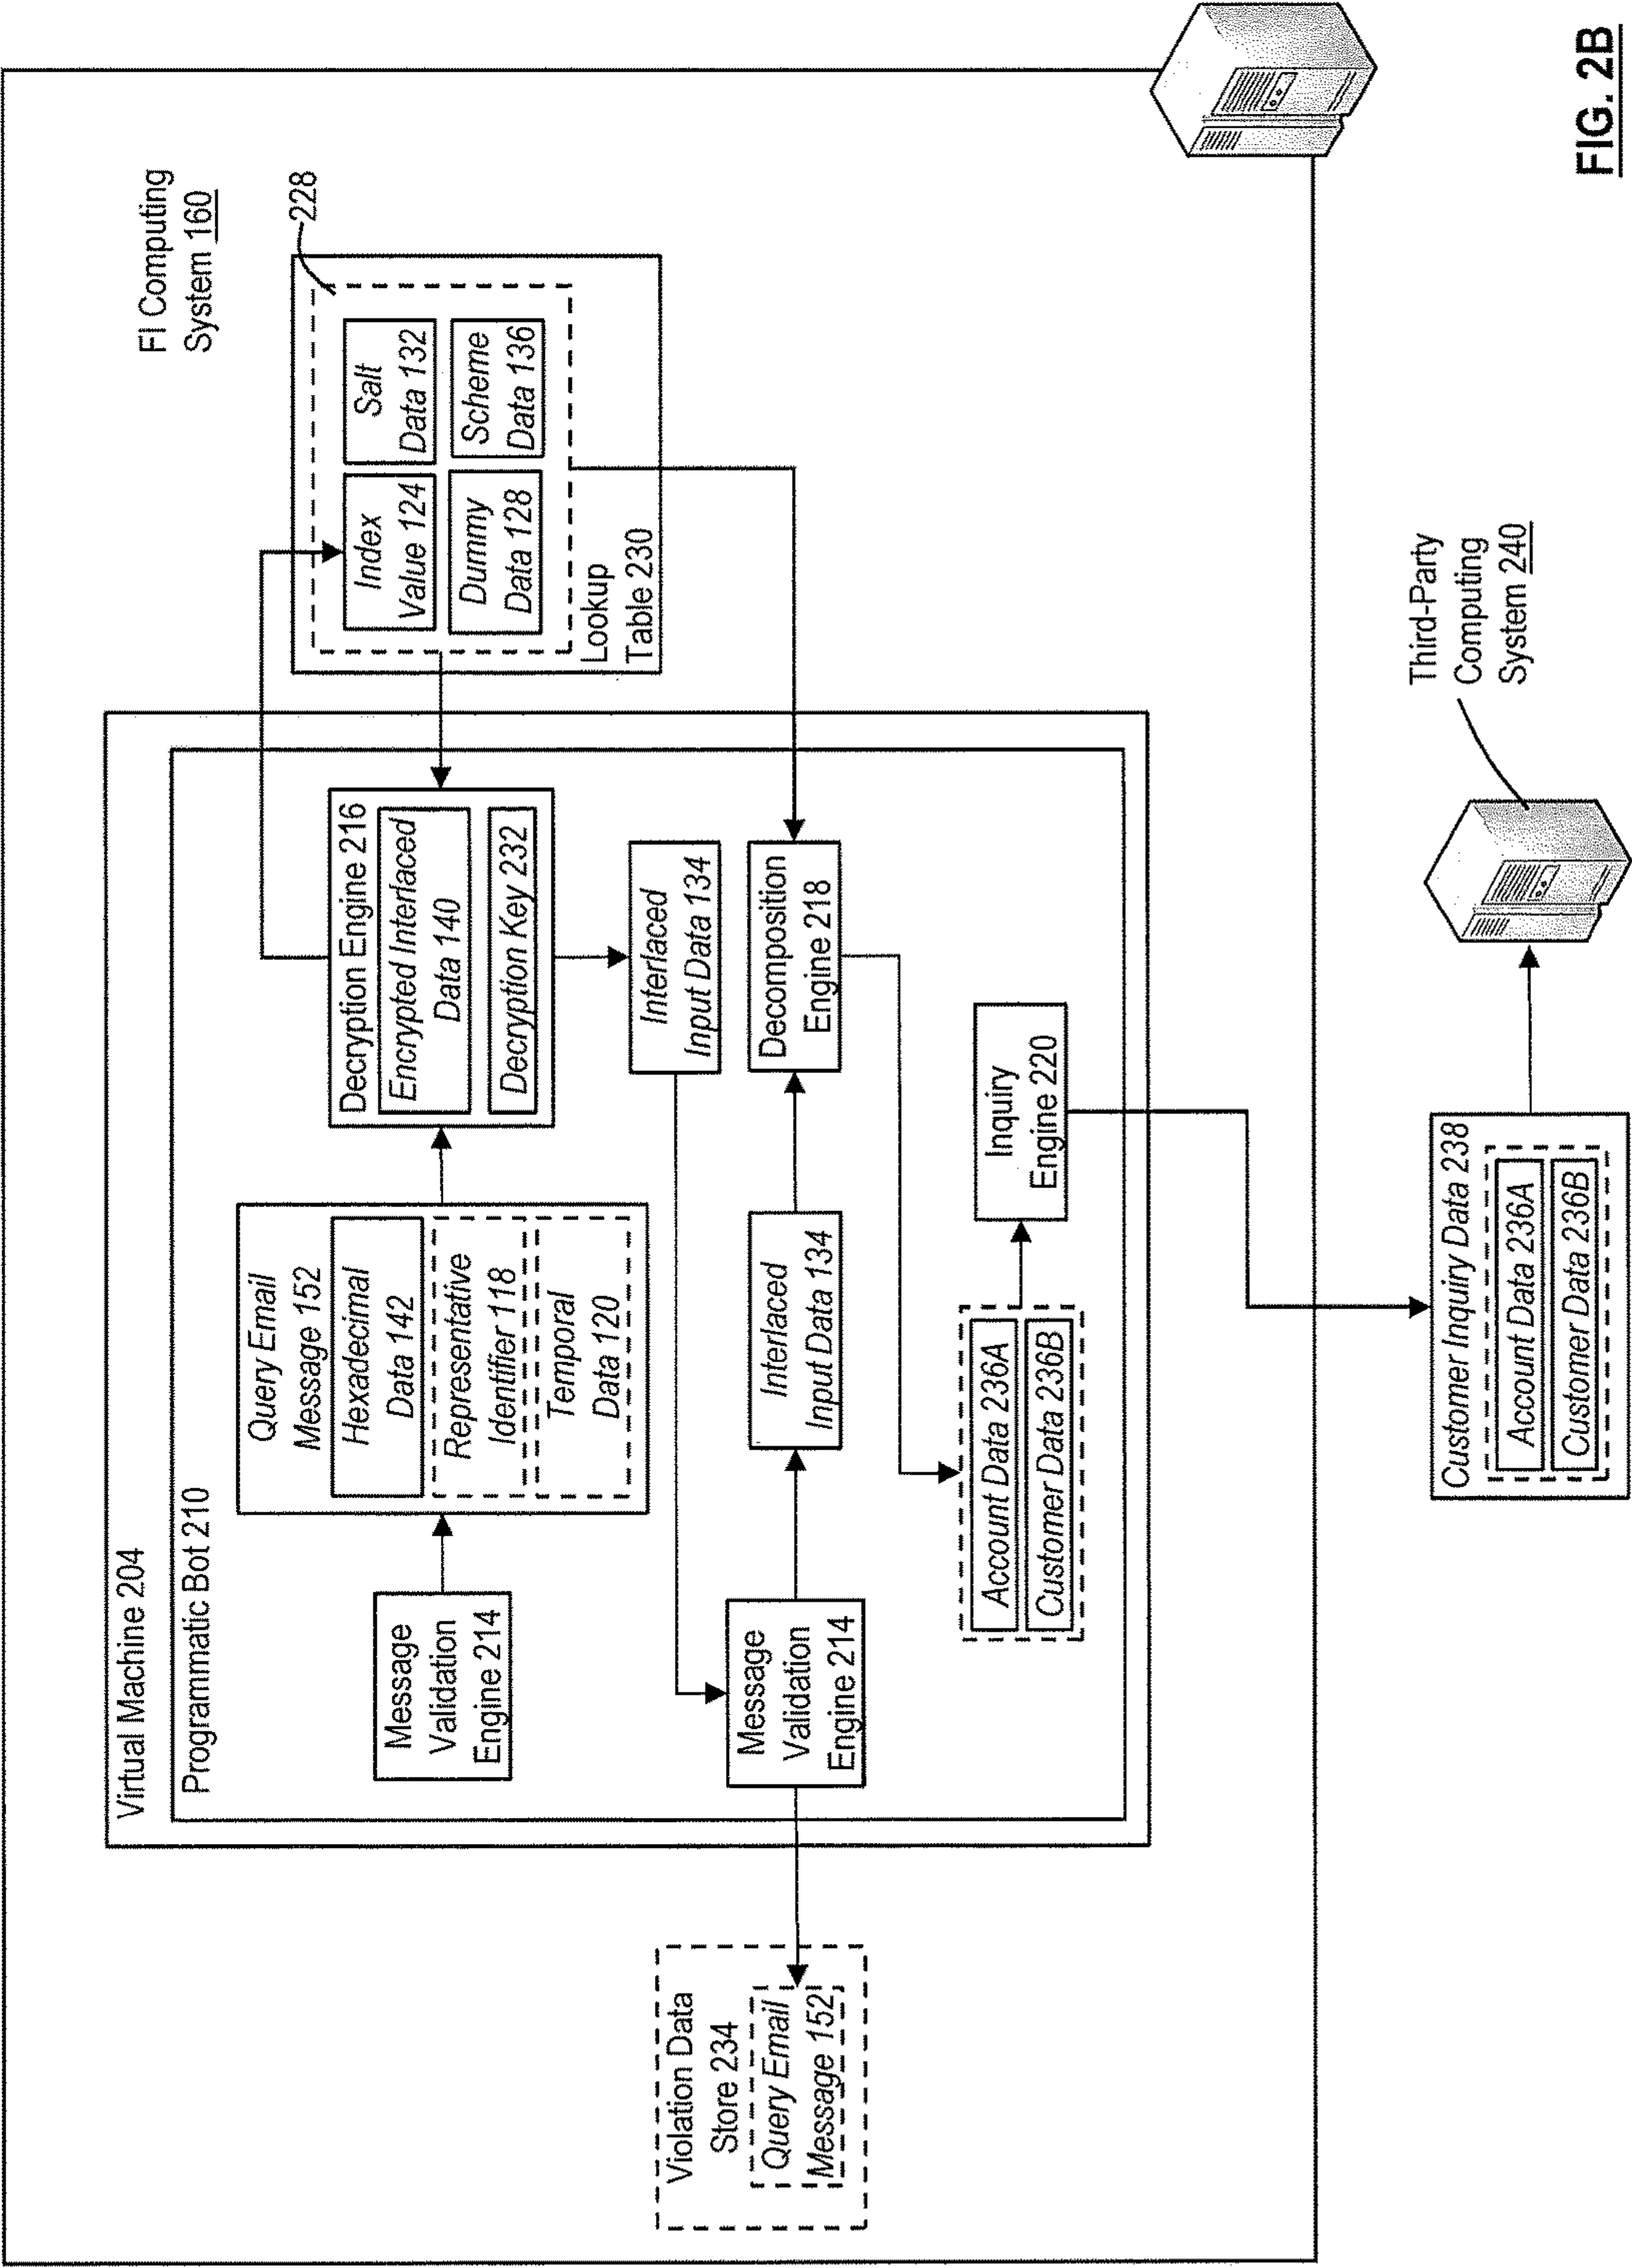 FI Computing
System 160
228
Salt
Data 132
Scheme
Data 136
Index
Value 124
Dummy
Data 128
Lookup
Table 230
Virtual Machine 204
Programmatic Bot 210
Message
Validation
Engine 214
Query Email
Message 152
Hexadecimal
Data 142
Representative
Identifier 118
Temporal
Data 120
Decryption Engine 216
Encrypted Interlaced
Data 140
Decryption Key 232
Interlaced
Input Data 134
Message
Validation
Engine 214
Interlaced
Input Data 134
Decomposition
Engine 218
Account Data 236A
Customer Data 236B
Inquiry
Engine 220
Violation Data
Store 234
Query Email
Message 152
Customer Inquiry Data 238
Account Data 236A
Customer Data 236B
Third-Party
Computing
System 240
FIG. 2B